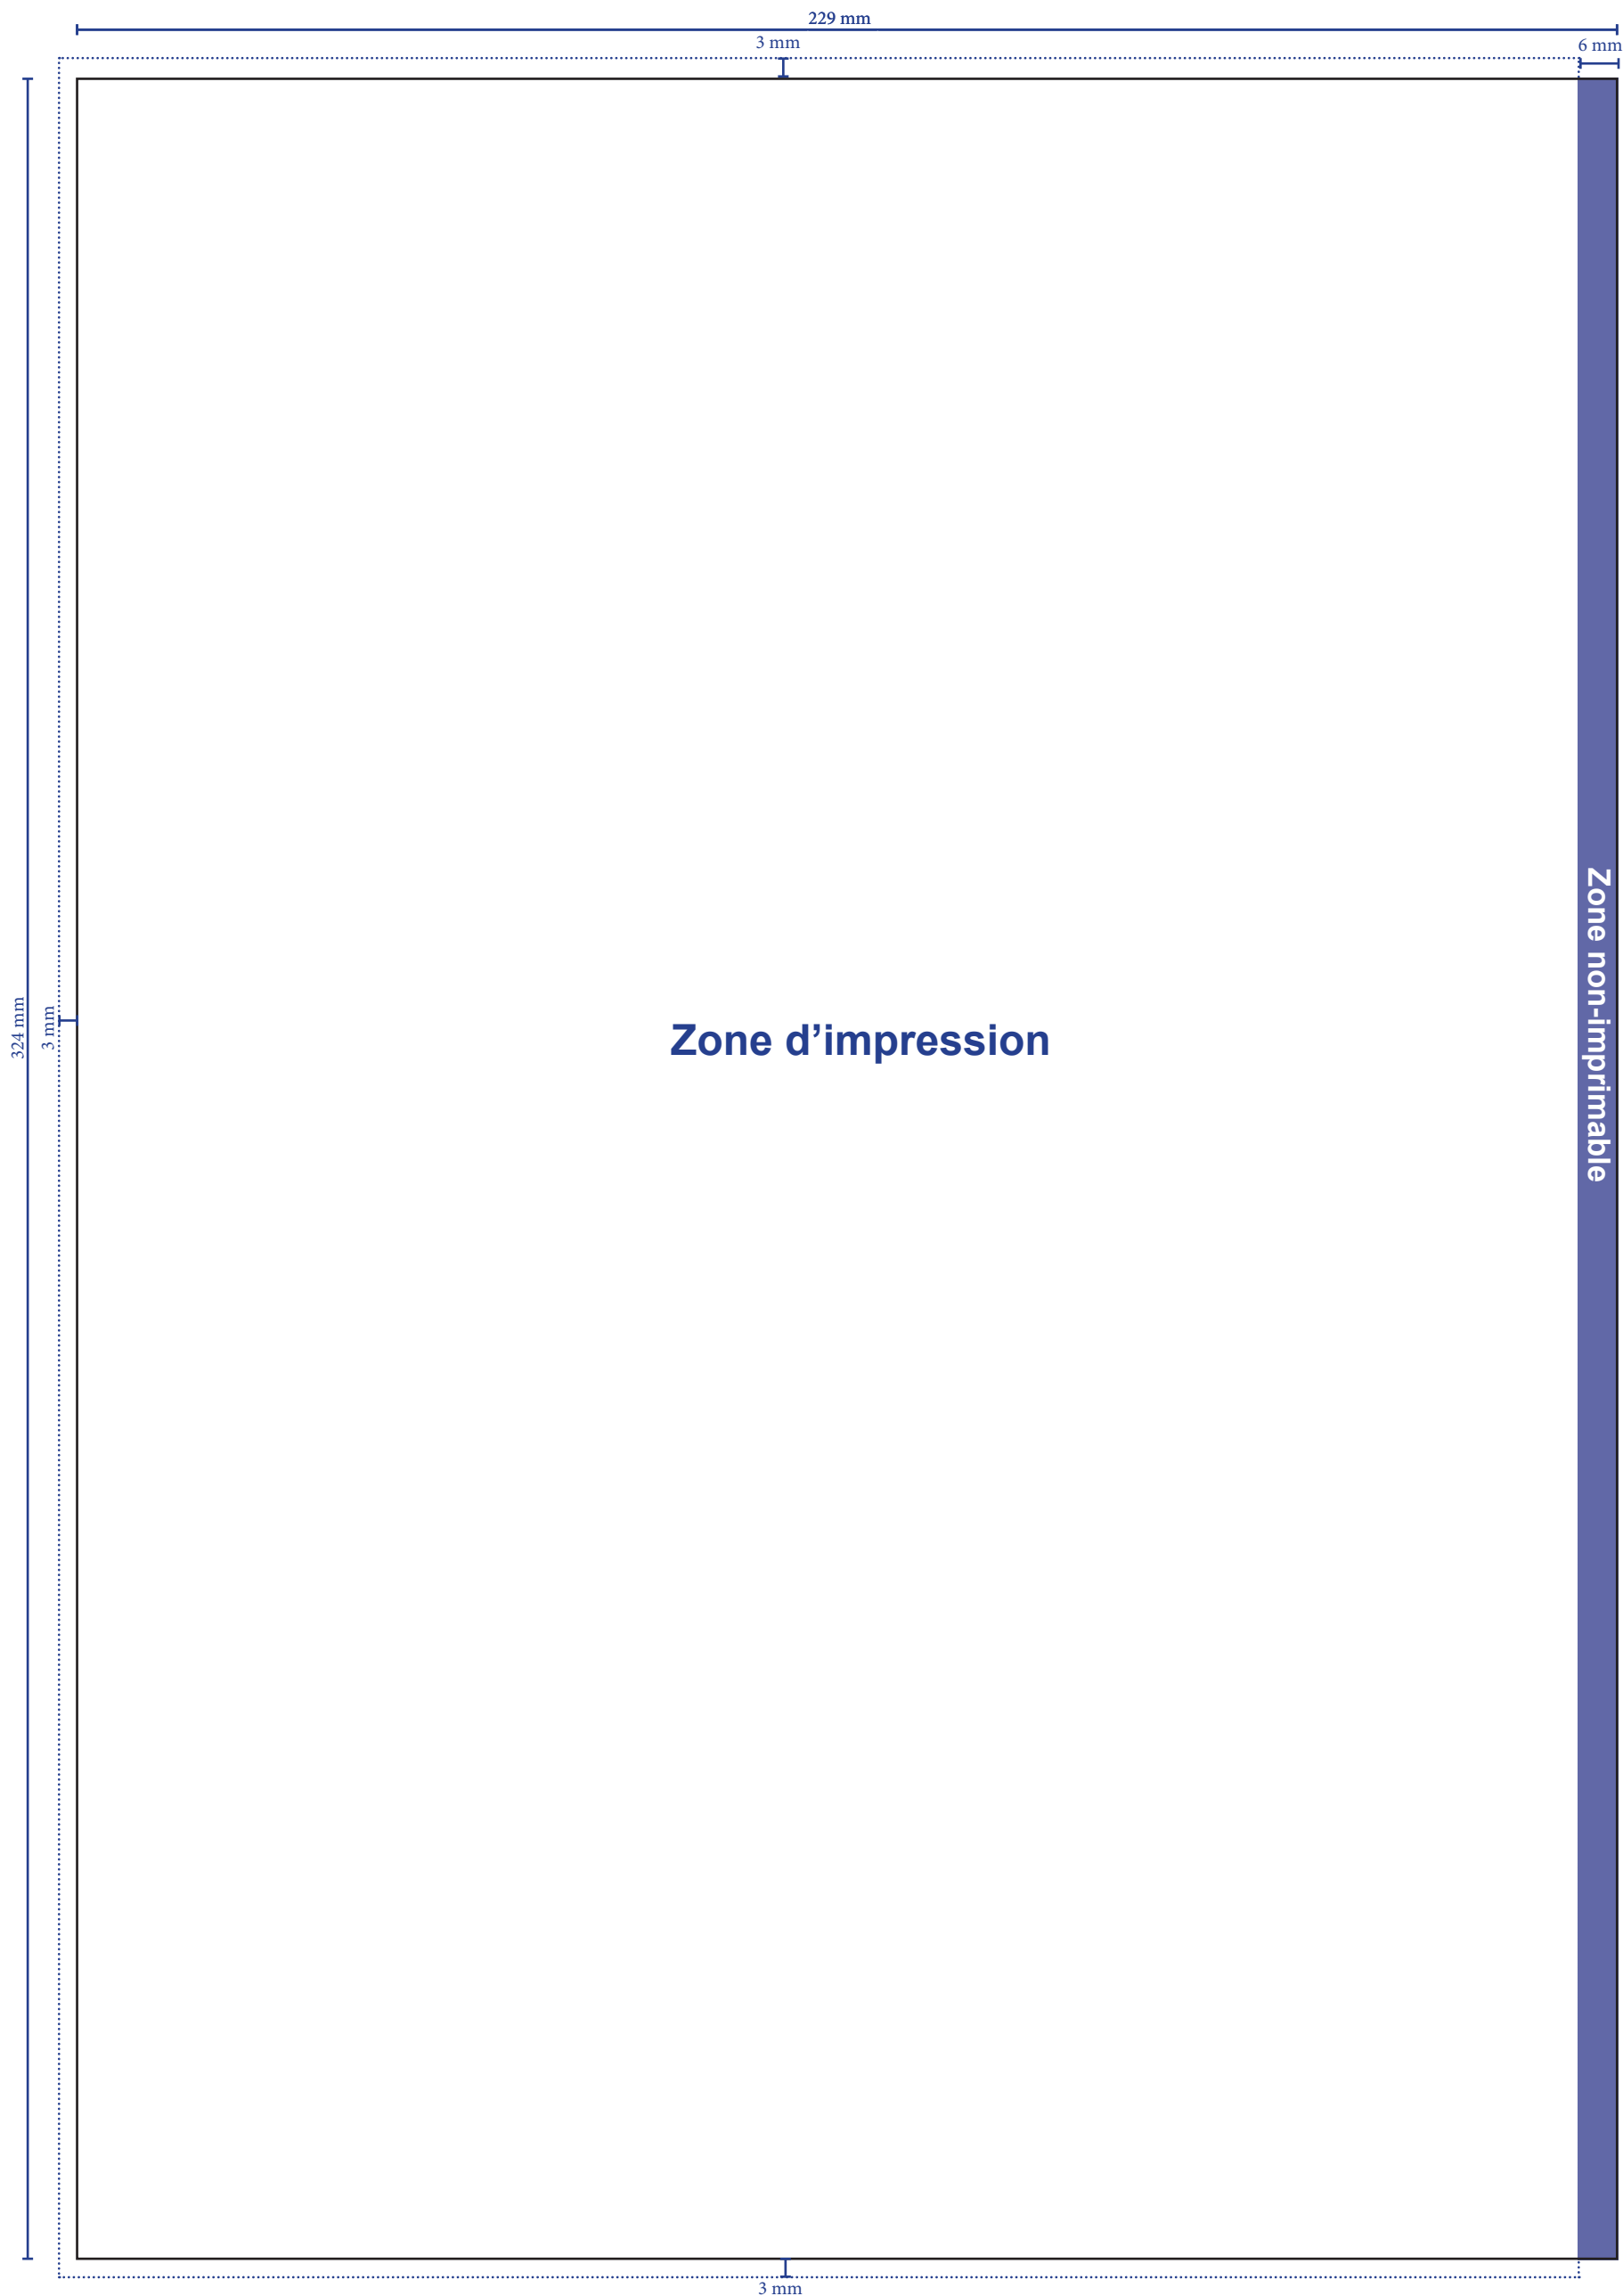 229 mm
3 mm
6 mm
324 mm
3 mm
Zone d’impression
Zone non-imprimable
3 mm